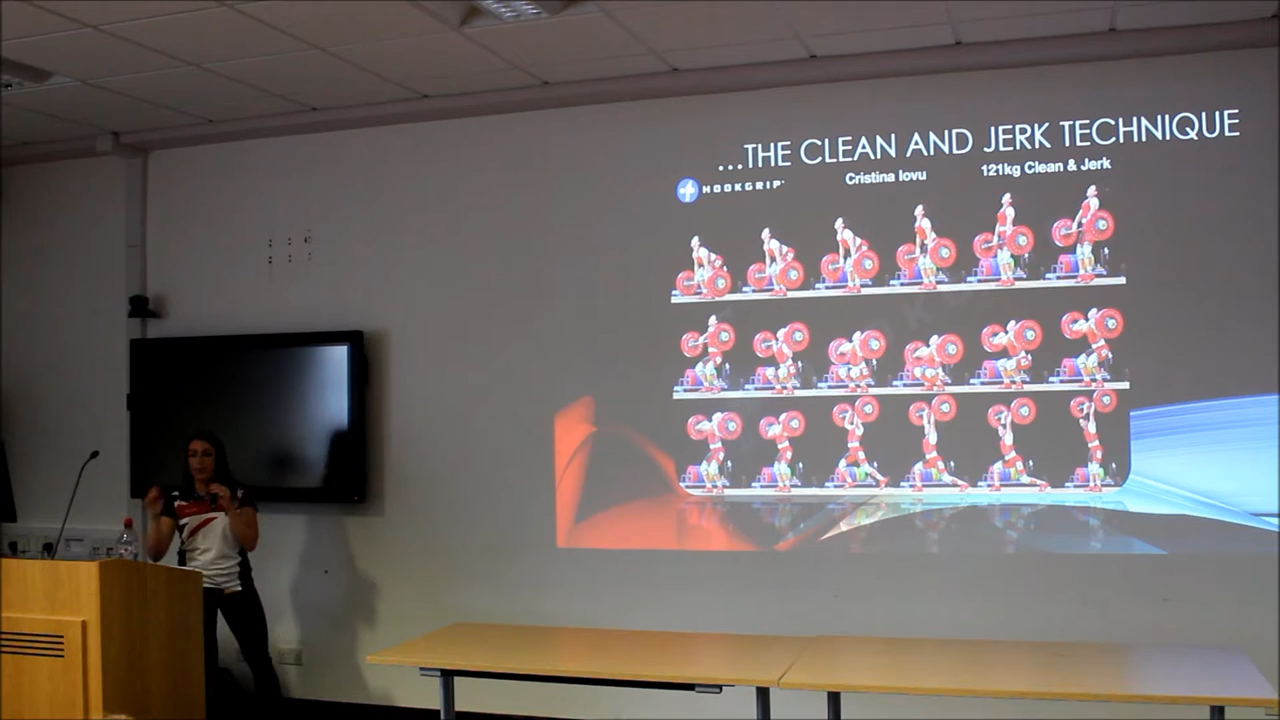 ...THE CLEAN AND JERK TECHNIQUE
HOOKGRIP
Cristina Iovu
121kg Clean & Jerk